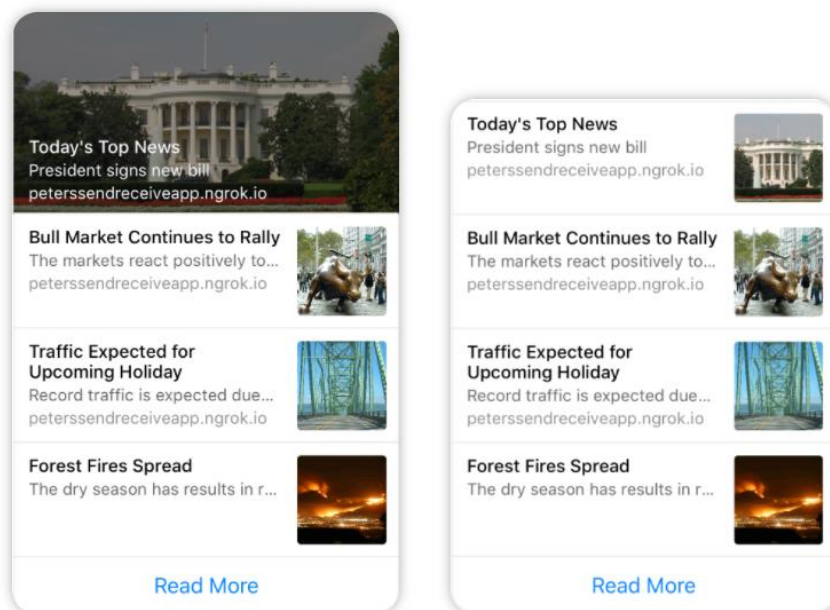 Today's Top News
President signs new bill
peterssendreceiveapp.ngrok.io
Bull Market Continues to Rally
The markets react positively to...
peterssendreceiveapp.ngrok.io
Traffic Expected for
Upcoming Holiday
Record traffic is expected due...
peterssendreceiveapp.ngrok.io
Forest Fires Spread
The dry season has results in r...
Read More
Today's Top News
President signs new bill
peterssendreceiveapp.ngrok.io
Bull Market Continues to Rally
The markets react positively to...
peterssendreceiveapp.ngrok.io
Traffic Expected for
Upcoming Holiday
Record traffic is expected due...
peterssendreceiveapp.ngrok.io
Forest Fires Spread
The dry season has results in r...
Read More